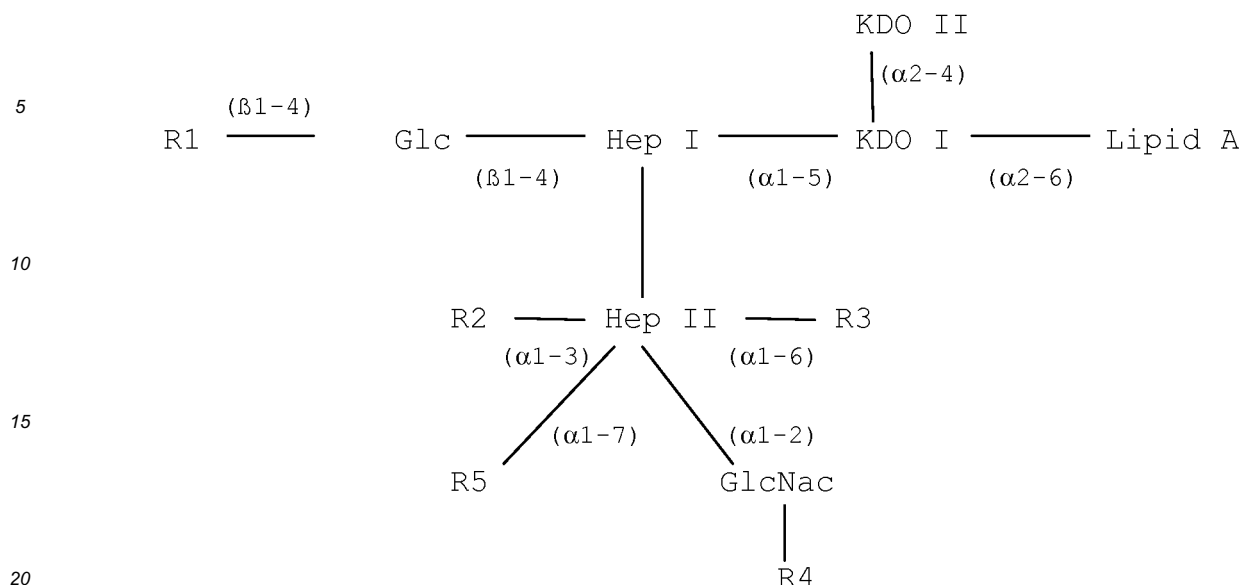 KDO II
(α2-4)
5
(ß1-4)
R1 Glc Hep I KDO I Lipid A
(ß1-4) (α1-5) (α2-6)
10
R2 Hep II R3
(α1-3) (α1-6)
15
(α1-7) (α1-2)
R5 GlcNac
20
R4